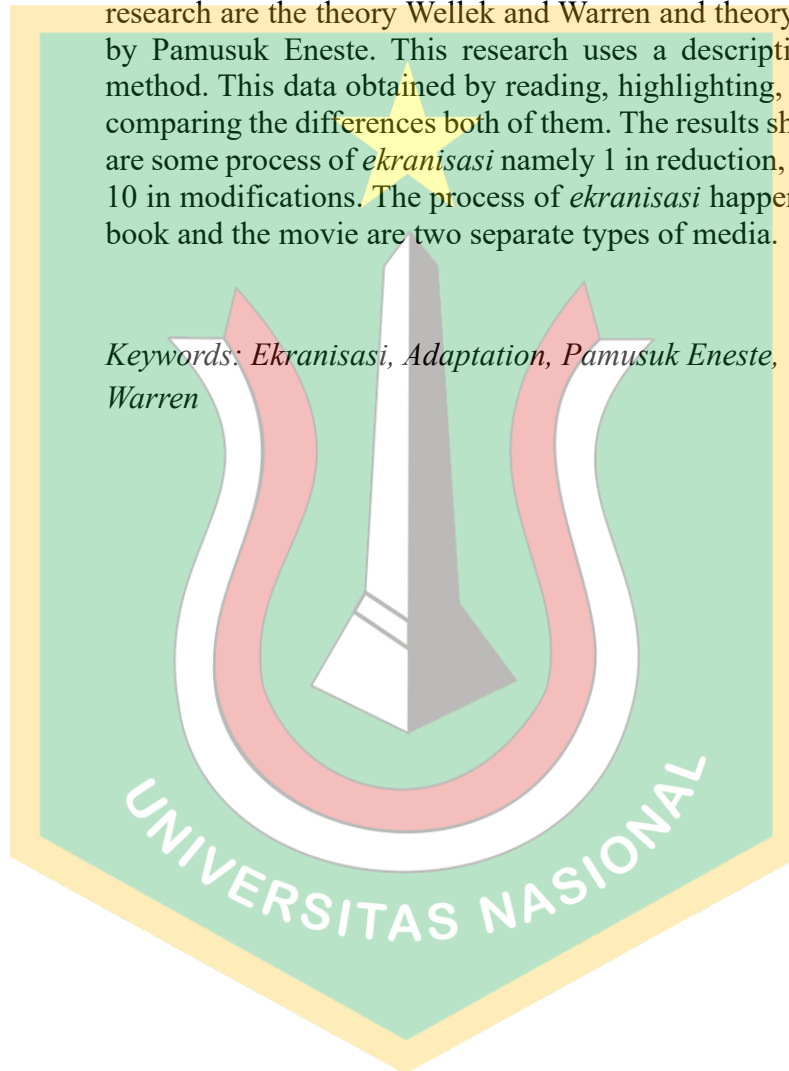 research are the theory Wellek and Warren and theory
by Pamusuk Eneste. This research uses a
method. This data obtained by reading, highlighting,
comparing the differences both of them. The results
are some process of ekranisasi namely 1 in reduction,
10 in modifications. The process of ekranisasi
book and the movie are two separate types of media.
Keywords: Ekranisasi, Adaptation, Pamusuk Eneste,
Warren
UNIVERSITAS NASIONAL